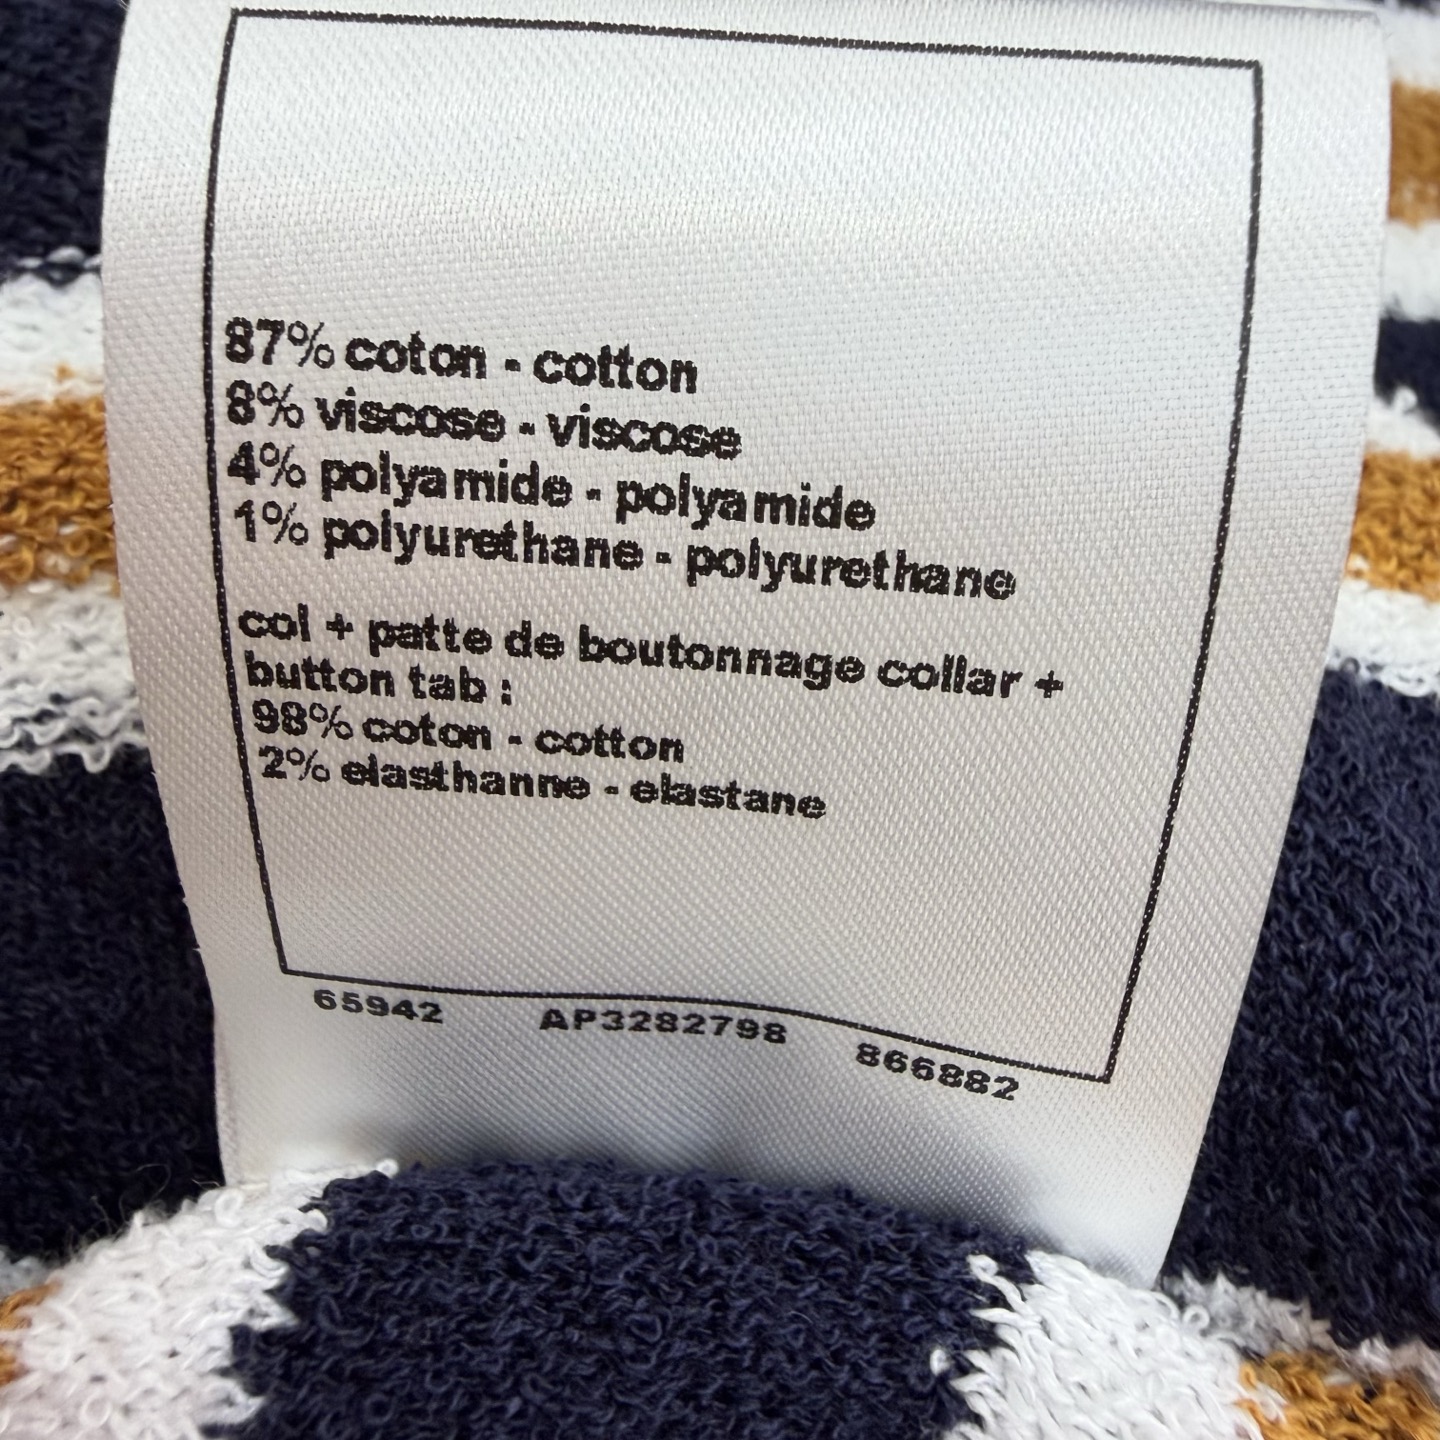 87% coton - cotton
8% viscose - viscose
4% polyamide - polyamide
1% polyurethane - polyurethane
col + patte de boutonnage collar +
button tab :
98% coton - cotton
2% elasthanne - elastane
65942 AP3282798 866882